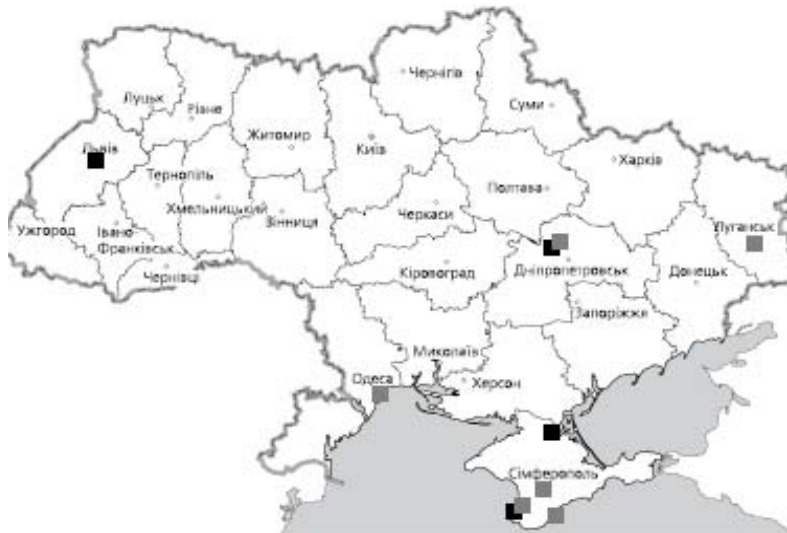 Чернігів
Луцьк
Рівне
Суми
Житомир
Київ
Львів
Харків
Тернопіль
Полтава
Хмельницький
Вінниця
Черкаси
Ужгород
Івано
Франківськ
Луганськ
Чернівці
Кіровоград
Дніпропетровськ
Донецьк
Запоріжжя
Миколаїв
Одеса
Херсон
Сімферополь